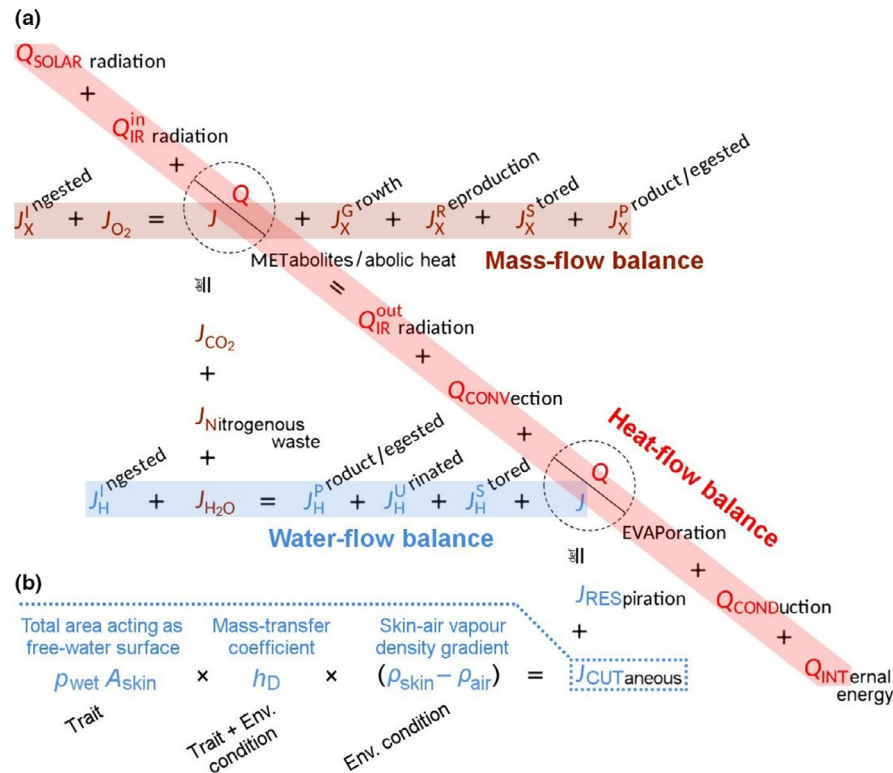 (a)
Q_SOLAR radiation
+
Q_IR^in radiation
+
J_X^Ingested + J_O₂ = J Q + J_X^Growth + J_X^Reproduction + J_X^Stored + J_X^Product/egested
METabolites/abolic heat
Mass-flow balance
def =
=
Q_IR^out radiation
J_CO₂
+
+
Q_CONVection
J_Nitrogenous
waste
+
+
Heat-flow balance
J_H^Ingested + J_H₂O = J_H^Product/egested + J_H^Urinated + J_H^Stored + J Q
Water-flow balance
EVAPoration
def =
+
J_RESpiration
Q_CONDuction
+
+
Q_INTernal
energy
(b)
Total area acting as
free-water surface
Mass-transfer
coefficient
Skin-air vapour
density gradient
p_wet A_skin × h_D × (ρ_skin − ρ_air) = J_CUTaneous
Trait
Trait + Env.
condition
Env. condition